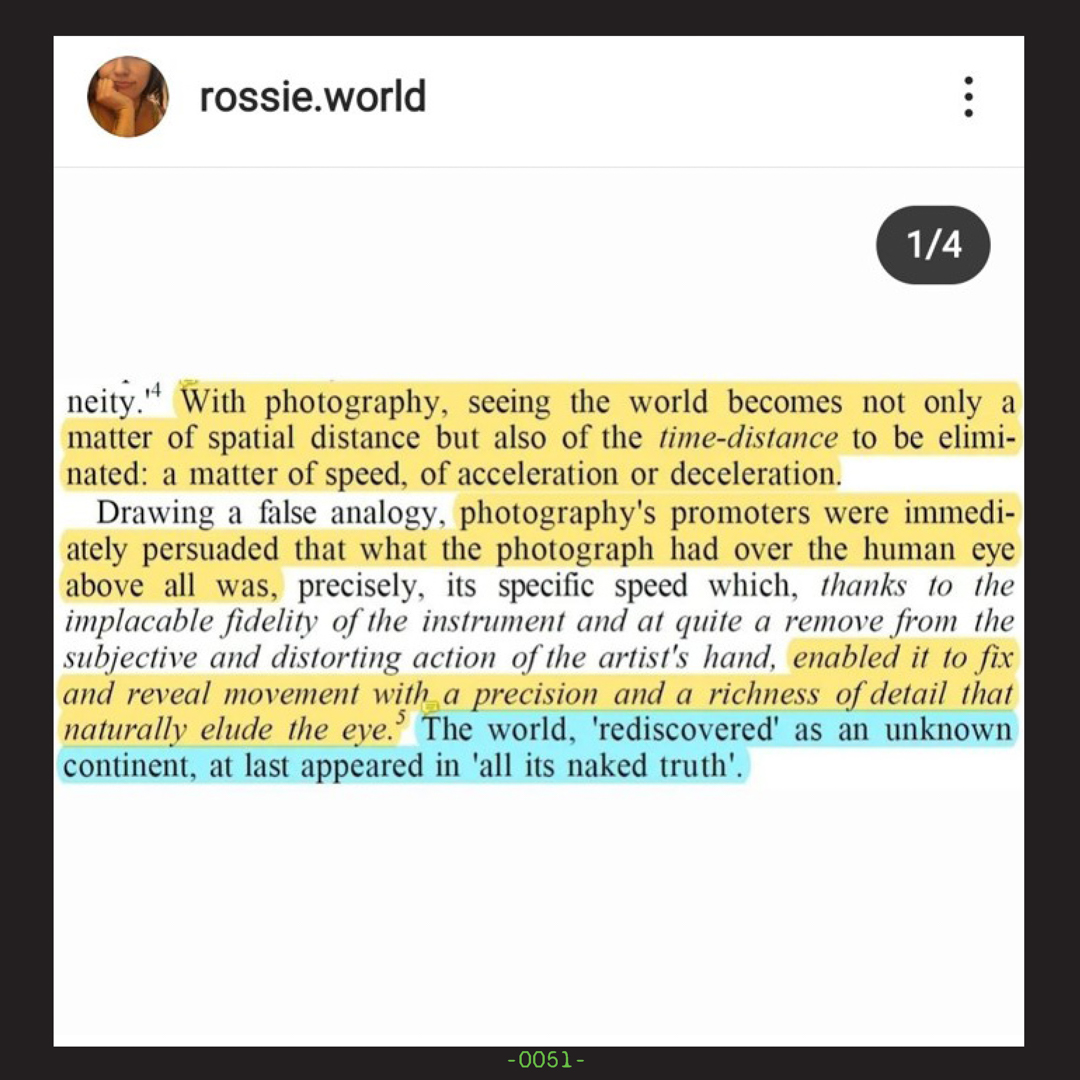 rossie.world
1/4
neity.'4 With photography, seeing the world becomes not only a
matter of spatial distance but also of the time-distance to be elimi-
nated: a matter of speed, of acceleration or deceleration.
Drawing a false analogy, photography's promoters were immedi-
ately persuaded that what the photograph had over the human eye
above all was, precisely, its specific speed which, thanks to the
implacable fidelity of the instrument and at quite a remove from the
subjective and distorting action of the artist's hand, enabled it to fix
and reveal movement with a precision and a richness of detail that
naturally elude the eye.5 The world, 'rediscovered' as an unknown
continent, at last appeared in 'all its naked truth'.
-0051-